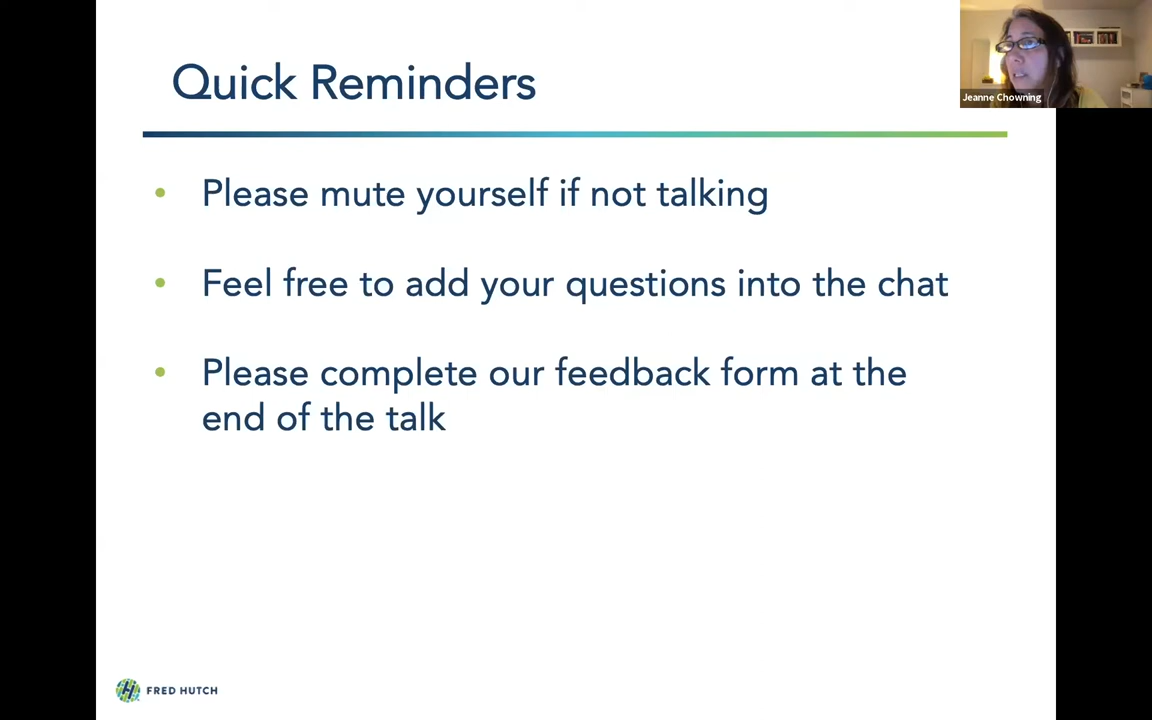 Quick Reminders
Jeanne Chowning
• Please mute yourself if not talking
• Feel free to add your questions into the chat
• Please complete our feedback form at the
end of the talk
FRED HUTCH